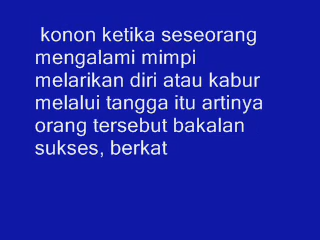 konon ketika seseorang
mengalami mimpi
melarikan diri atau kabur
melalui tangga itu artinya
orang tersebut bakalan
sukses, berkat